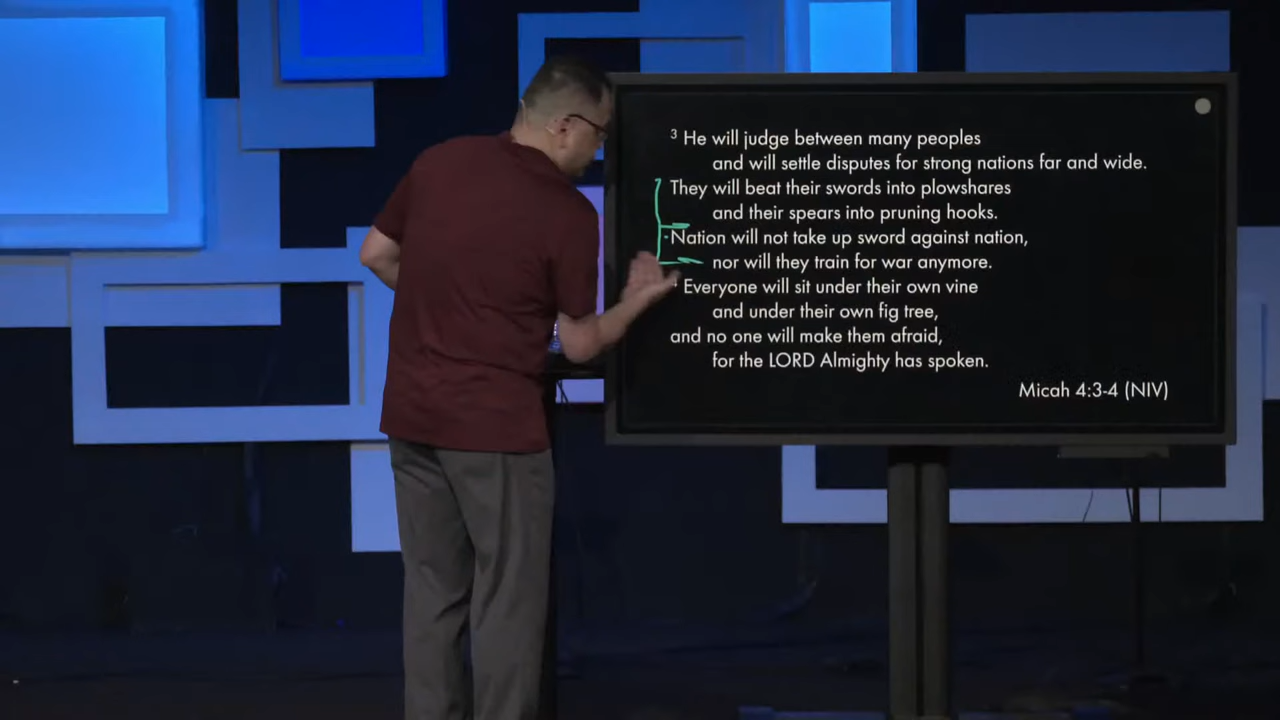 3 He will judge between many peoples
and will settle disputes for strong nations far and wide.
They will beat their swords into plowshares
and their spears into pruning hooks.
Nation will not take up sword against nation,
nor will they train for war anymore.
Everyone will sit under their own vine
and under their own fig tree,
and no one will make them afraid,
for the LORD Almighty has spoken.
Micah 4:3-4 (NIV)